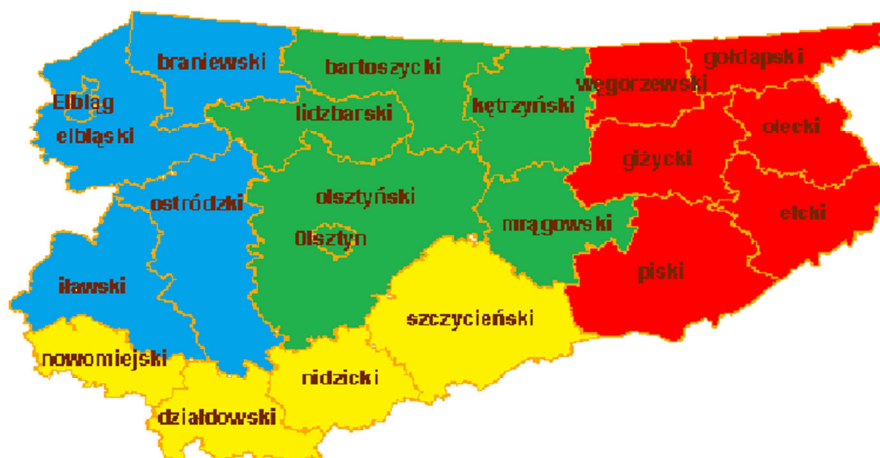 braniewski
bartoszycki
gołdapski
węgorzewski
Elbląg
kętrzyński
lidzbarski
elbląski
olecki
giżycki
ostródzki
olsztyński
ełcki
mrągowski
Olsztyn
piski
iławski
szczycieński
nowomiejski
nidzicki
działdowski